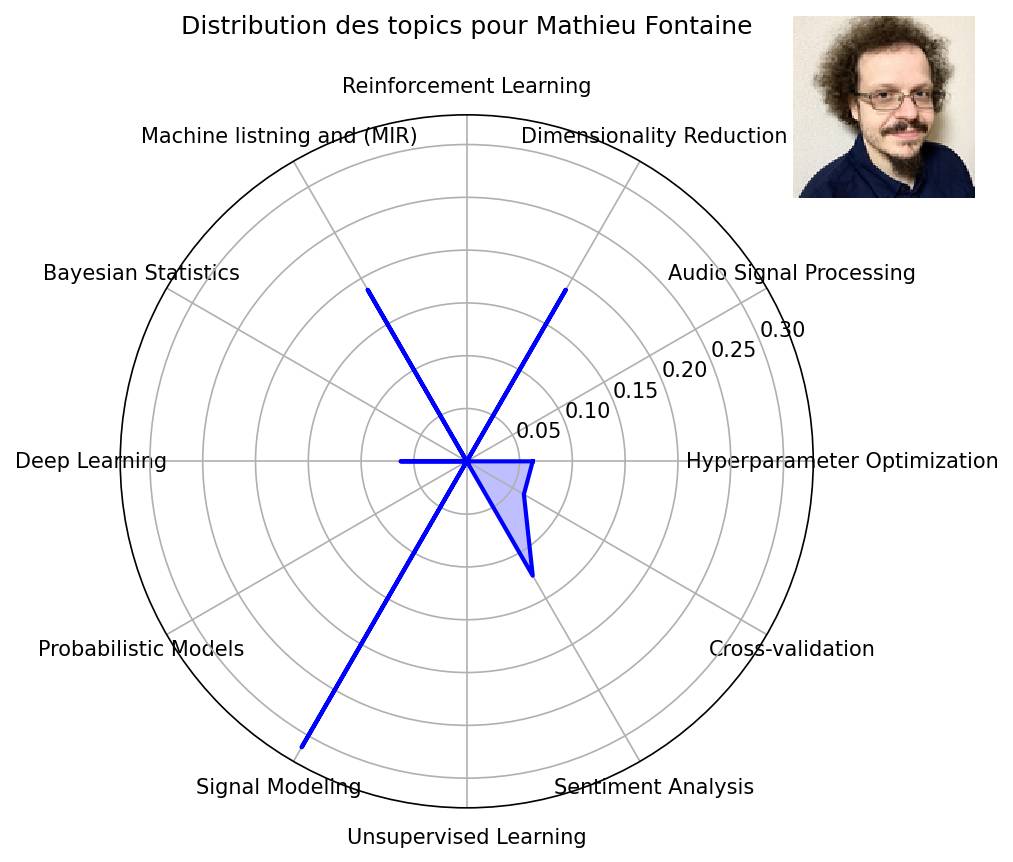 Distribution des topics pour Mathieu Fontaine
Reinforcement Learning
Machine listning and (MIR)
Dimensionality Reduction
Bayesian Statistics
Audio Signal Processing
0.30
0.25
0.20
0.15
0.10
0.05
Deep Learning
Hyperparameter Optimization
Probabilistic Models
Cross-validation
Signal Modeling
Sentiment Analysis
Unsupervised Learning